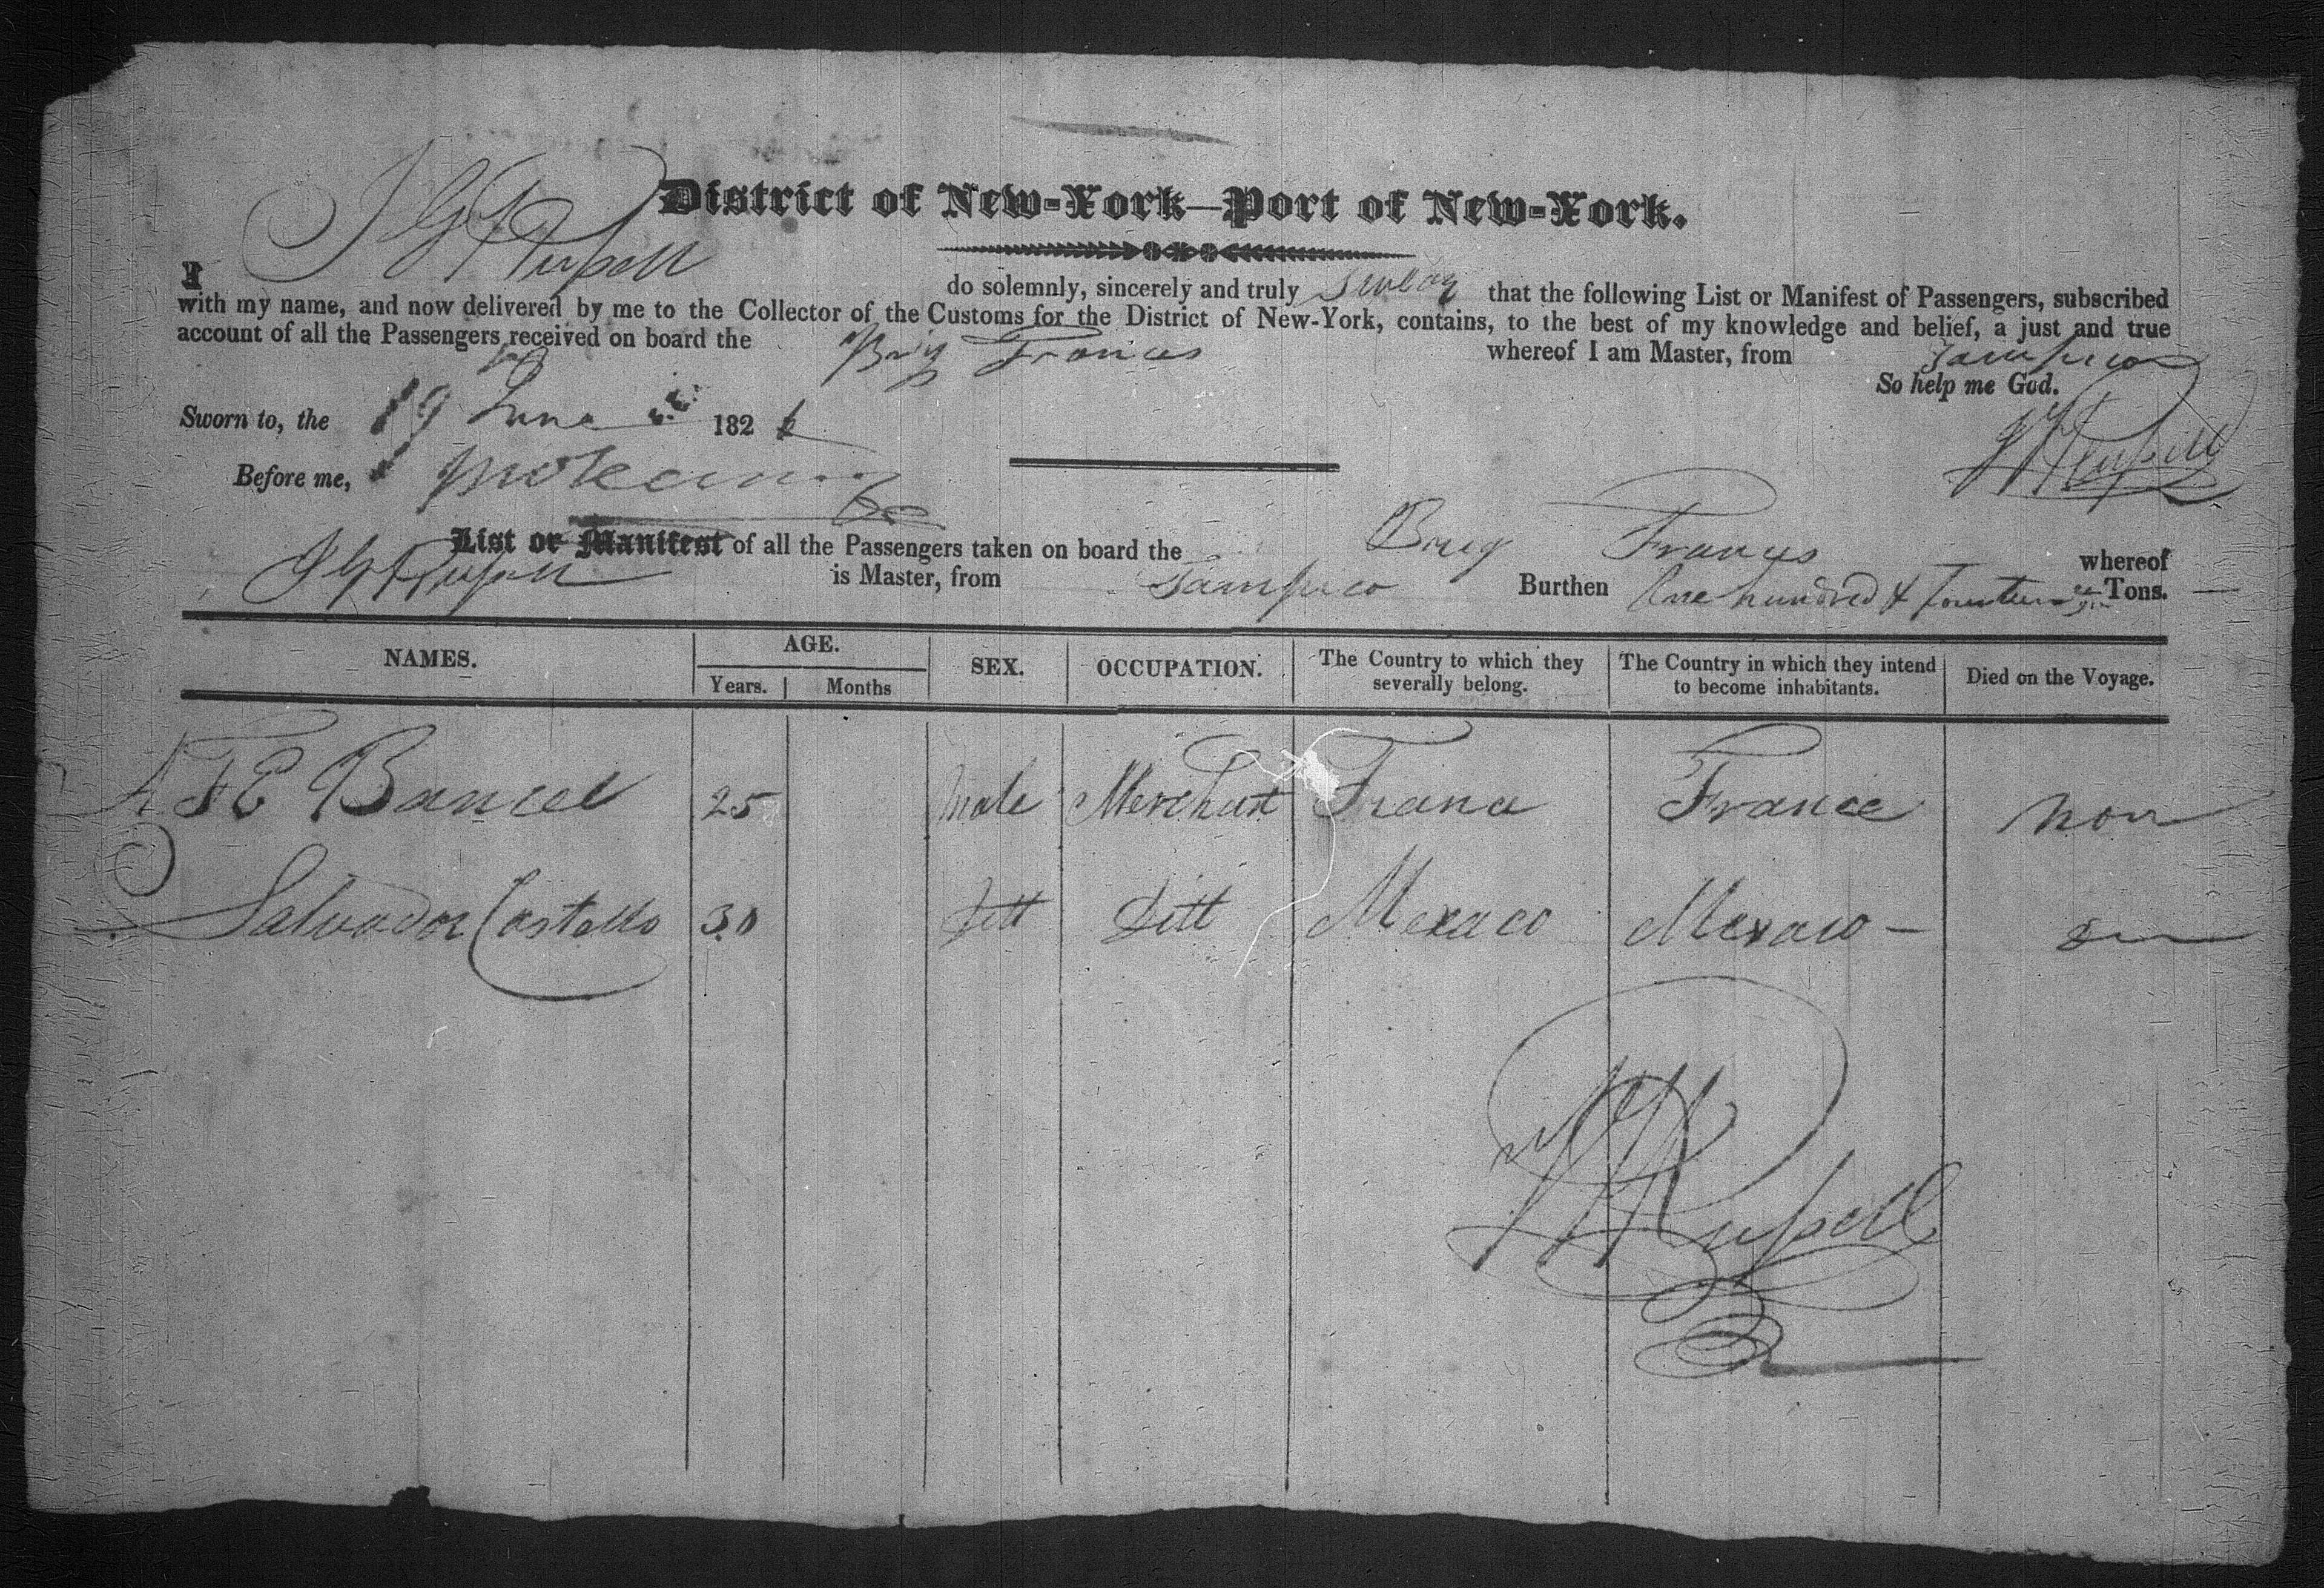 District of New-York—Port of New-York.
I J G Russell do solemnly, sincerely and truly Swear that the following List or Manifest of Passengers, subscribed
with my name, and now delivered by me to the Collector of the Customs for the District of New-York, contains, to the best of my knowledge and belief, a just and true
account of all the Passengers received on board the Brig Francis whereof I am Master, from Tampico
So help me God.
Sworn to, the 19 June 182
Russell
Before me,
List or Manifest of all the Passengers taken on board the Brig Francis whereof
J G Russell is Master, from Tampico Burthen One hundred & fourteen Tons.
NAMES. AGE. SEX. OCCUPATION. The Country to which they severally belong. The Country in which they intend to become inhabitants. Died on the Voyage.
Years. Months
A F E Bancel 25 Male Merchant France France non
Salvador Costello 30 Ditt Ditt Mexaco Mexaco —
Russell